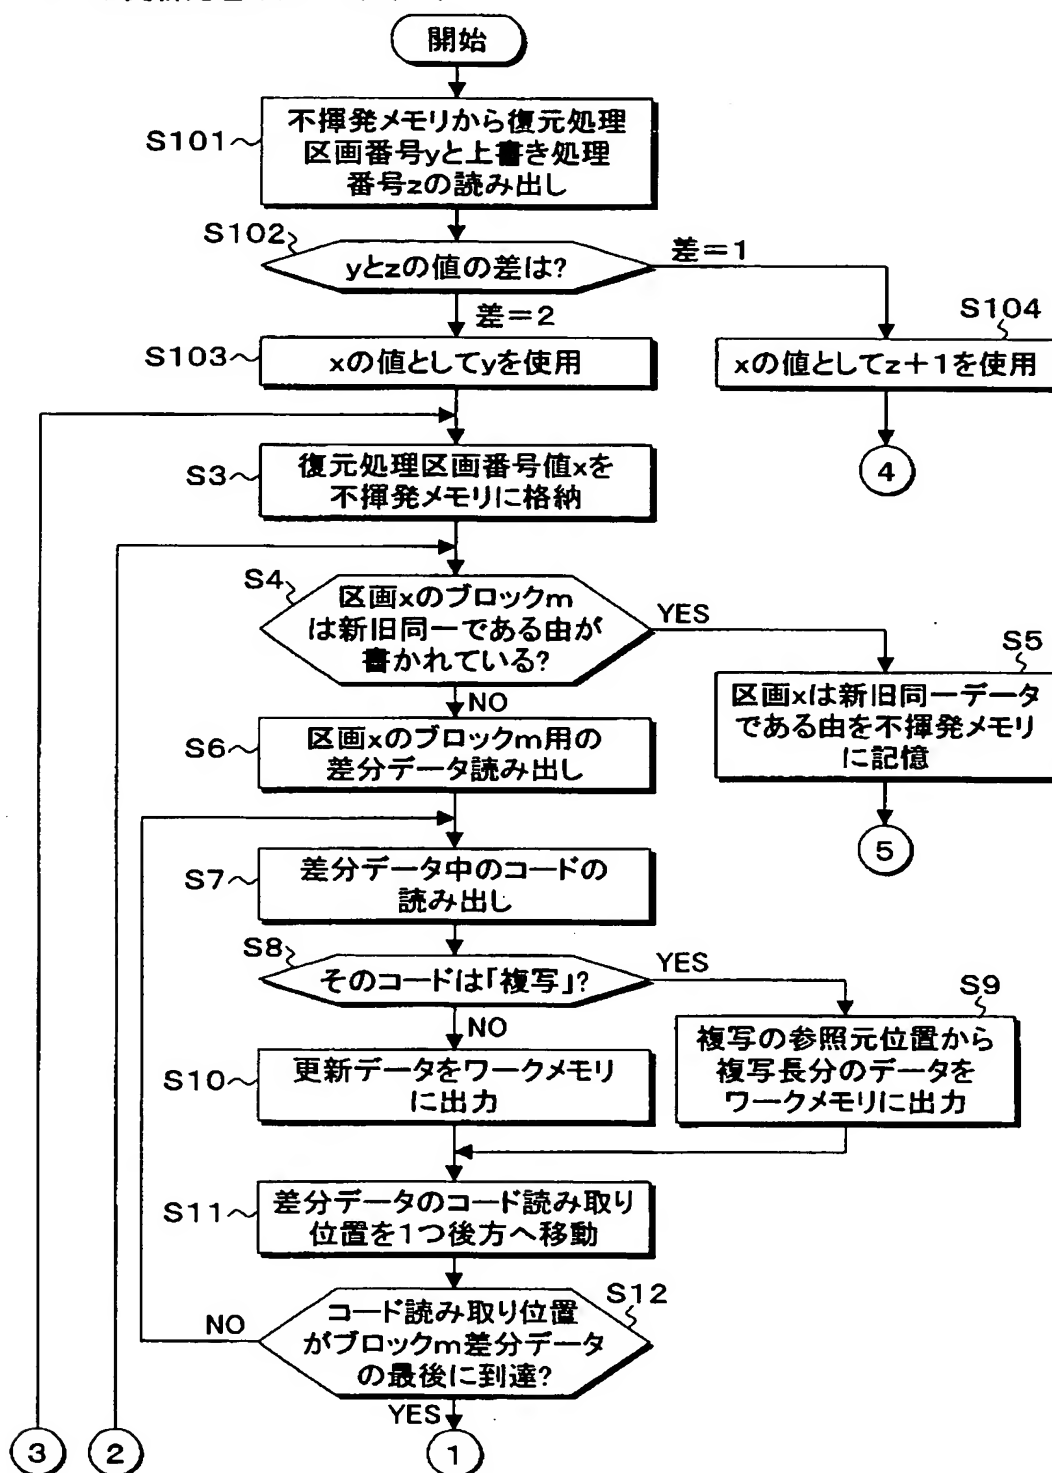 開始
S101
不揮発メモリから復元処理
区画番号yと上書き処理
番号zの読み出し
S102
yとzの値の差は?
差=1
差=2
S103
xの値としてyを使用
S104
xの値としてz+1を使用
4
S3
復元処理区画番号値xを
不揮発メモリに格納
S4
区画xのブロックm
は新旧同一である由が
書かれている?
YES
NO
S5
区画xは新旧同一データ
である由を不揮発メモリ
に記憶
5
S6
区画xのブロックm用の
差分データ読み出し
S7
差分データ中のコードの
読み出し
S8
そのコードは「複写」?
YES
NO
S9
複写の参照元位置から
複写長分のデータを
ワークメモリに出力
S10
更新データをワークメモリ
に出力
S11
差分データのコード読み取り
位置を1つ後方へ移動
S12
コード読み取り位置
がブロックm差分データ
の最後に到達?
NO
YES
3
2
1